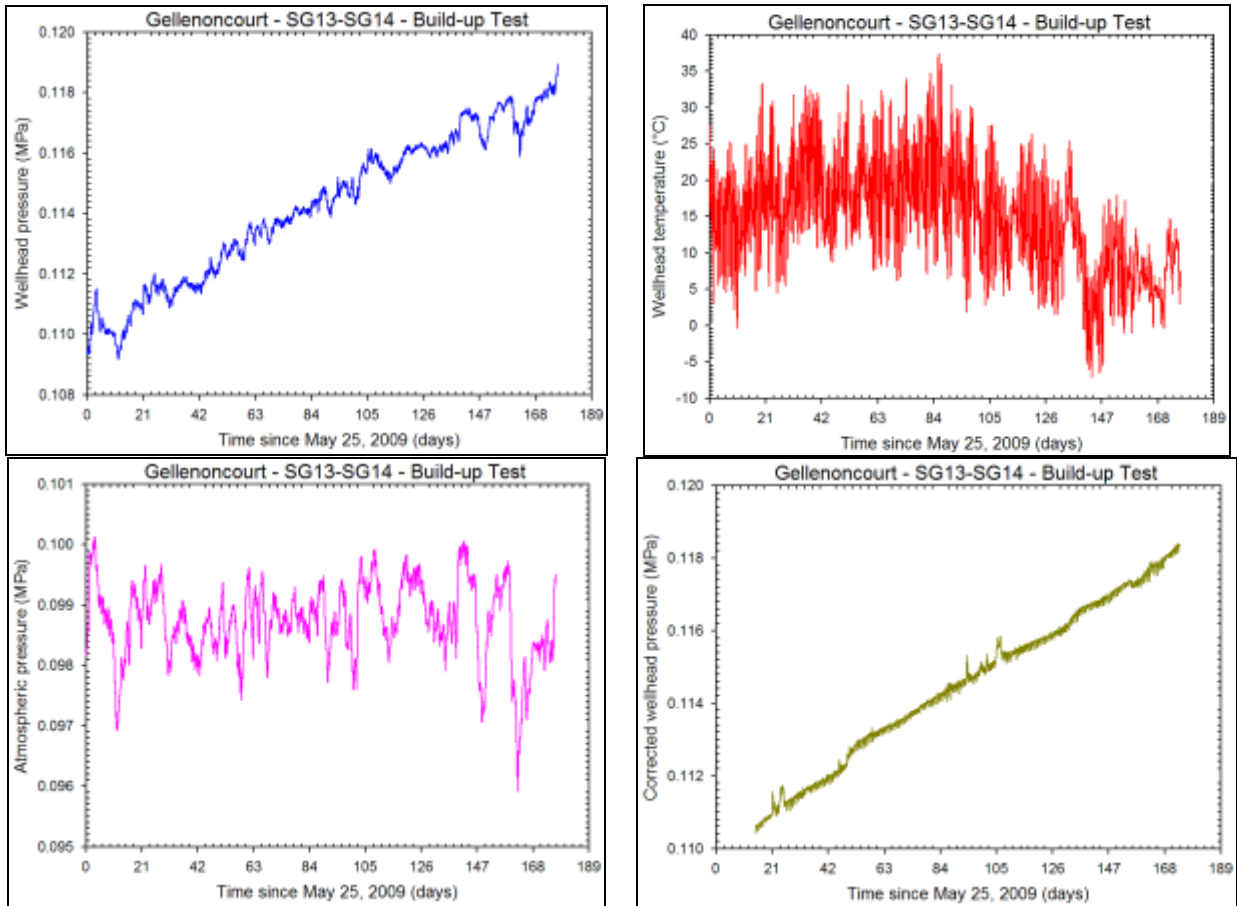 Gellenoncourt - SG13-SG14 - Build-up Test
Wellhead pressure (MPa)
0.120
0.118
0.116
0.114
0.112
0.110
0.108
0 21 42 63 84 105 126 147 168 189
Time since May 25, 2009 (days)
Gellenoncourt - SG13-SG14 - Build-up Test
Wellhead temperature (°C)
40
35
30
25
20
15
10
5
0
-5
-10
0 21 42 63 84 105 126 147 168 189
Time since May 25, 2009 (days)
Gellenoncourt - SG13-SG14 - Build-up Test
Atmospheric pressure (MPa)
0.101
0.100
0.099
0.098
0.097
0.096
0.095
0 21 42 63 84 105 126 147 168 189
Time since May 25, 2009 (days)
Gellenoncourt - SG13-SG14 - Build-up Test
Corrected wellhead pressure (MPa)
0.120
0.118
0.116
0.114
0.112
0.110
0 21 42 63 84 105 126 147 168 189
Time since May 25, 2009 (days)